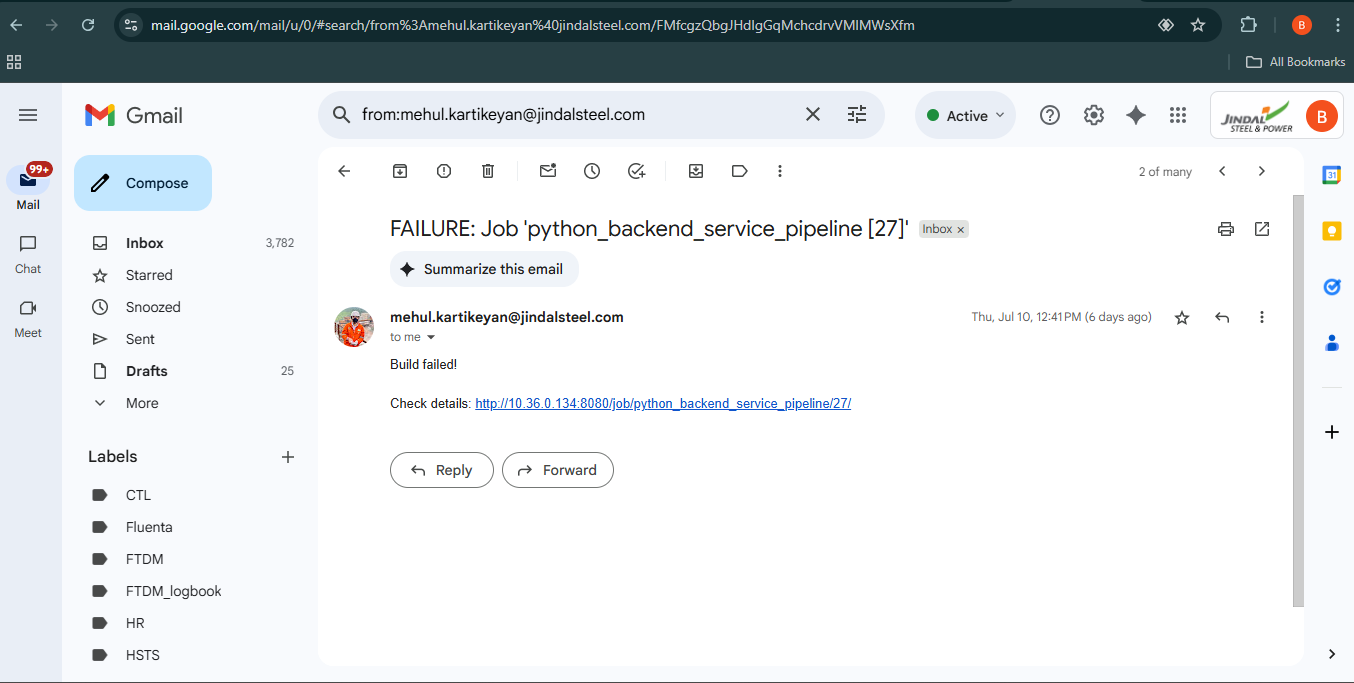 mail.google.com/mail/u/0/#search/from%3Amehul.kartikeyan%40jindalsteel.com/FMfcgzQbgJHdlgGqMchcdrvVMlMWsXfm
B
All Bookmarks
Gmail
from:mehul.kartikeyan@jindalsteel.com
Active
JINDAL
STEEL & POWER
B
99+
Mail
Chat
Meet
Compose
Inbox 3,782
Starred
Snoozed
Sent
Drafts 25
More
Labels
CTL
Fluenta
FTDM
FTDM_logbook
HR
HSTS
2 of many
FAILURE: Job 'python_backend_service_pipeline [27]' Inbox ×
Summarize this email
mehul.kartikeyan@jindalsteel.com Thu, Jul 10, 12:41 PM (6 days ago)
to me
Build failed!
Check details: http://10.36.0.134:8080/job/python_backend_service_pipeline/27/
Reply Forward
31